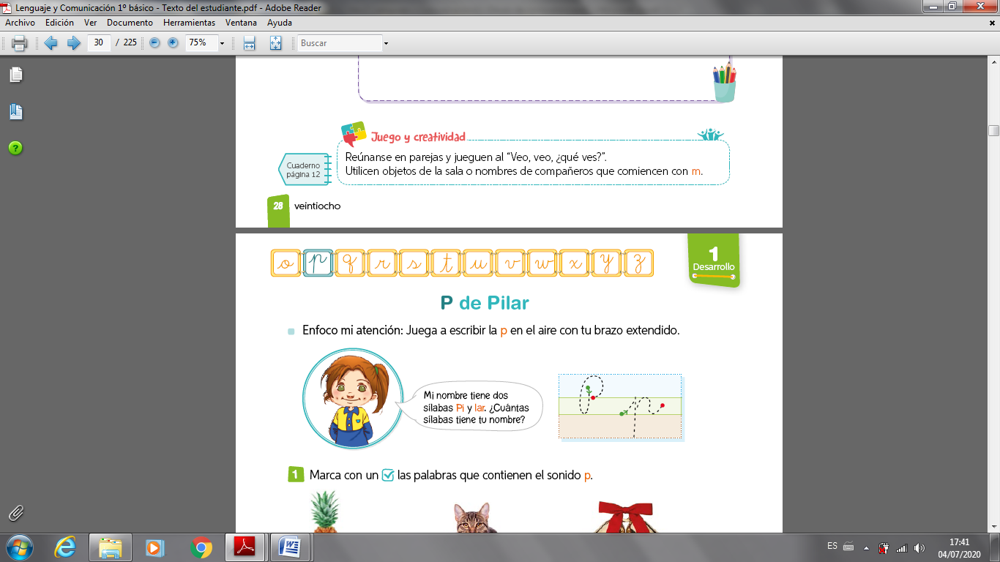 Lenguaje y Comunicación 1º básico - Texto del estudiante.pdf - Adobe Reader
Archivo Edición Ver Documento Herramientas Ventana Ayuda
30 / 225 75% Buscar
Juego y creatividad
Reúnanse en parejas y jueguen al “Veo, veo, ¿qué ves?”.
Utilicen objetos de la sala o nombres de compañeros que comiencen con m.
Cuaderno
página 12
28 veintiocho
o p q r s t u v w x y z
1
Desarrollo
P de Pilar
Enfoco mi atención: Juega a escribir la p en el aire con tu brazo extendido.
Mi nombre tiene dos
sílabas Pi y lar. ¿Cuántas
sílabas tiene tu nombre?
P p
1 Marca con un las palabras que contienen el sonido p.
ES 17:41
04/07/2020